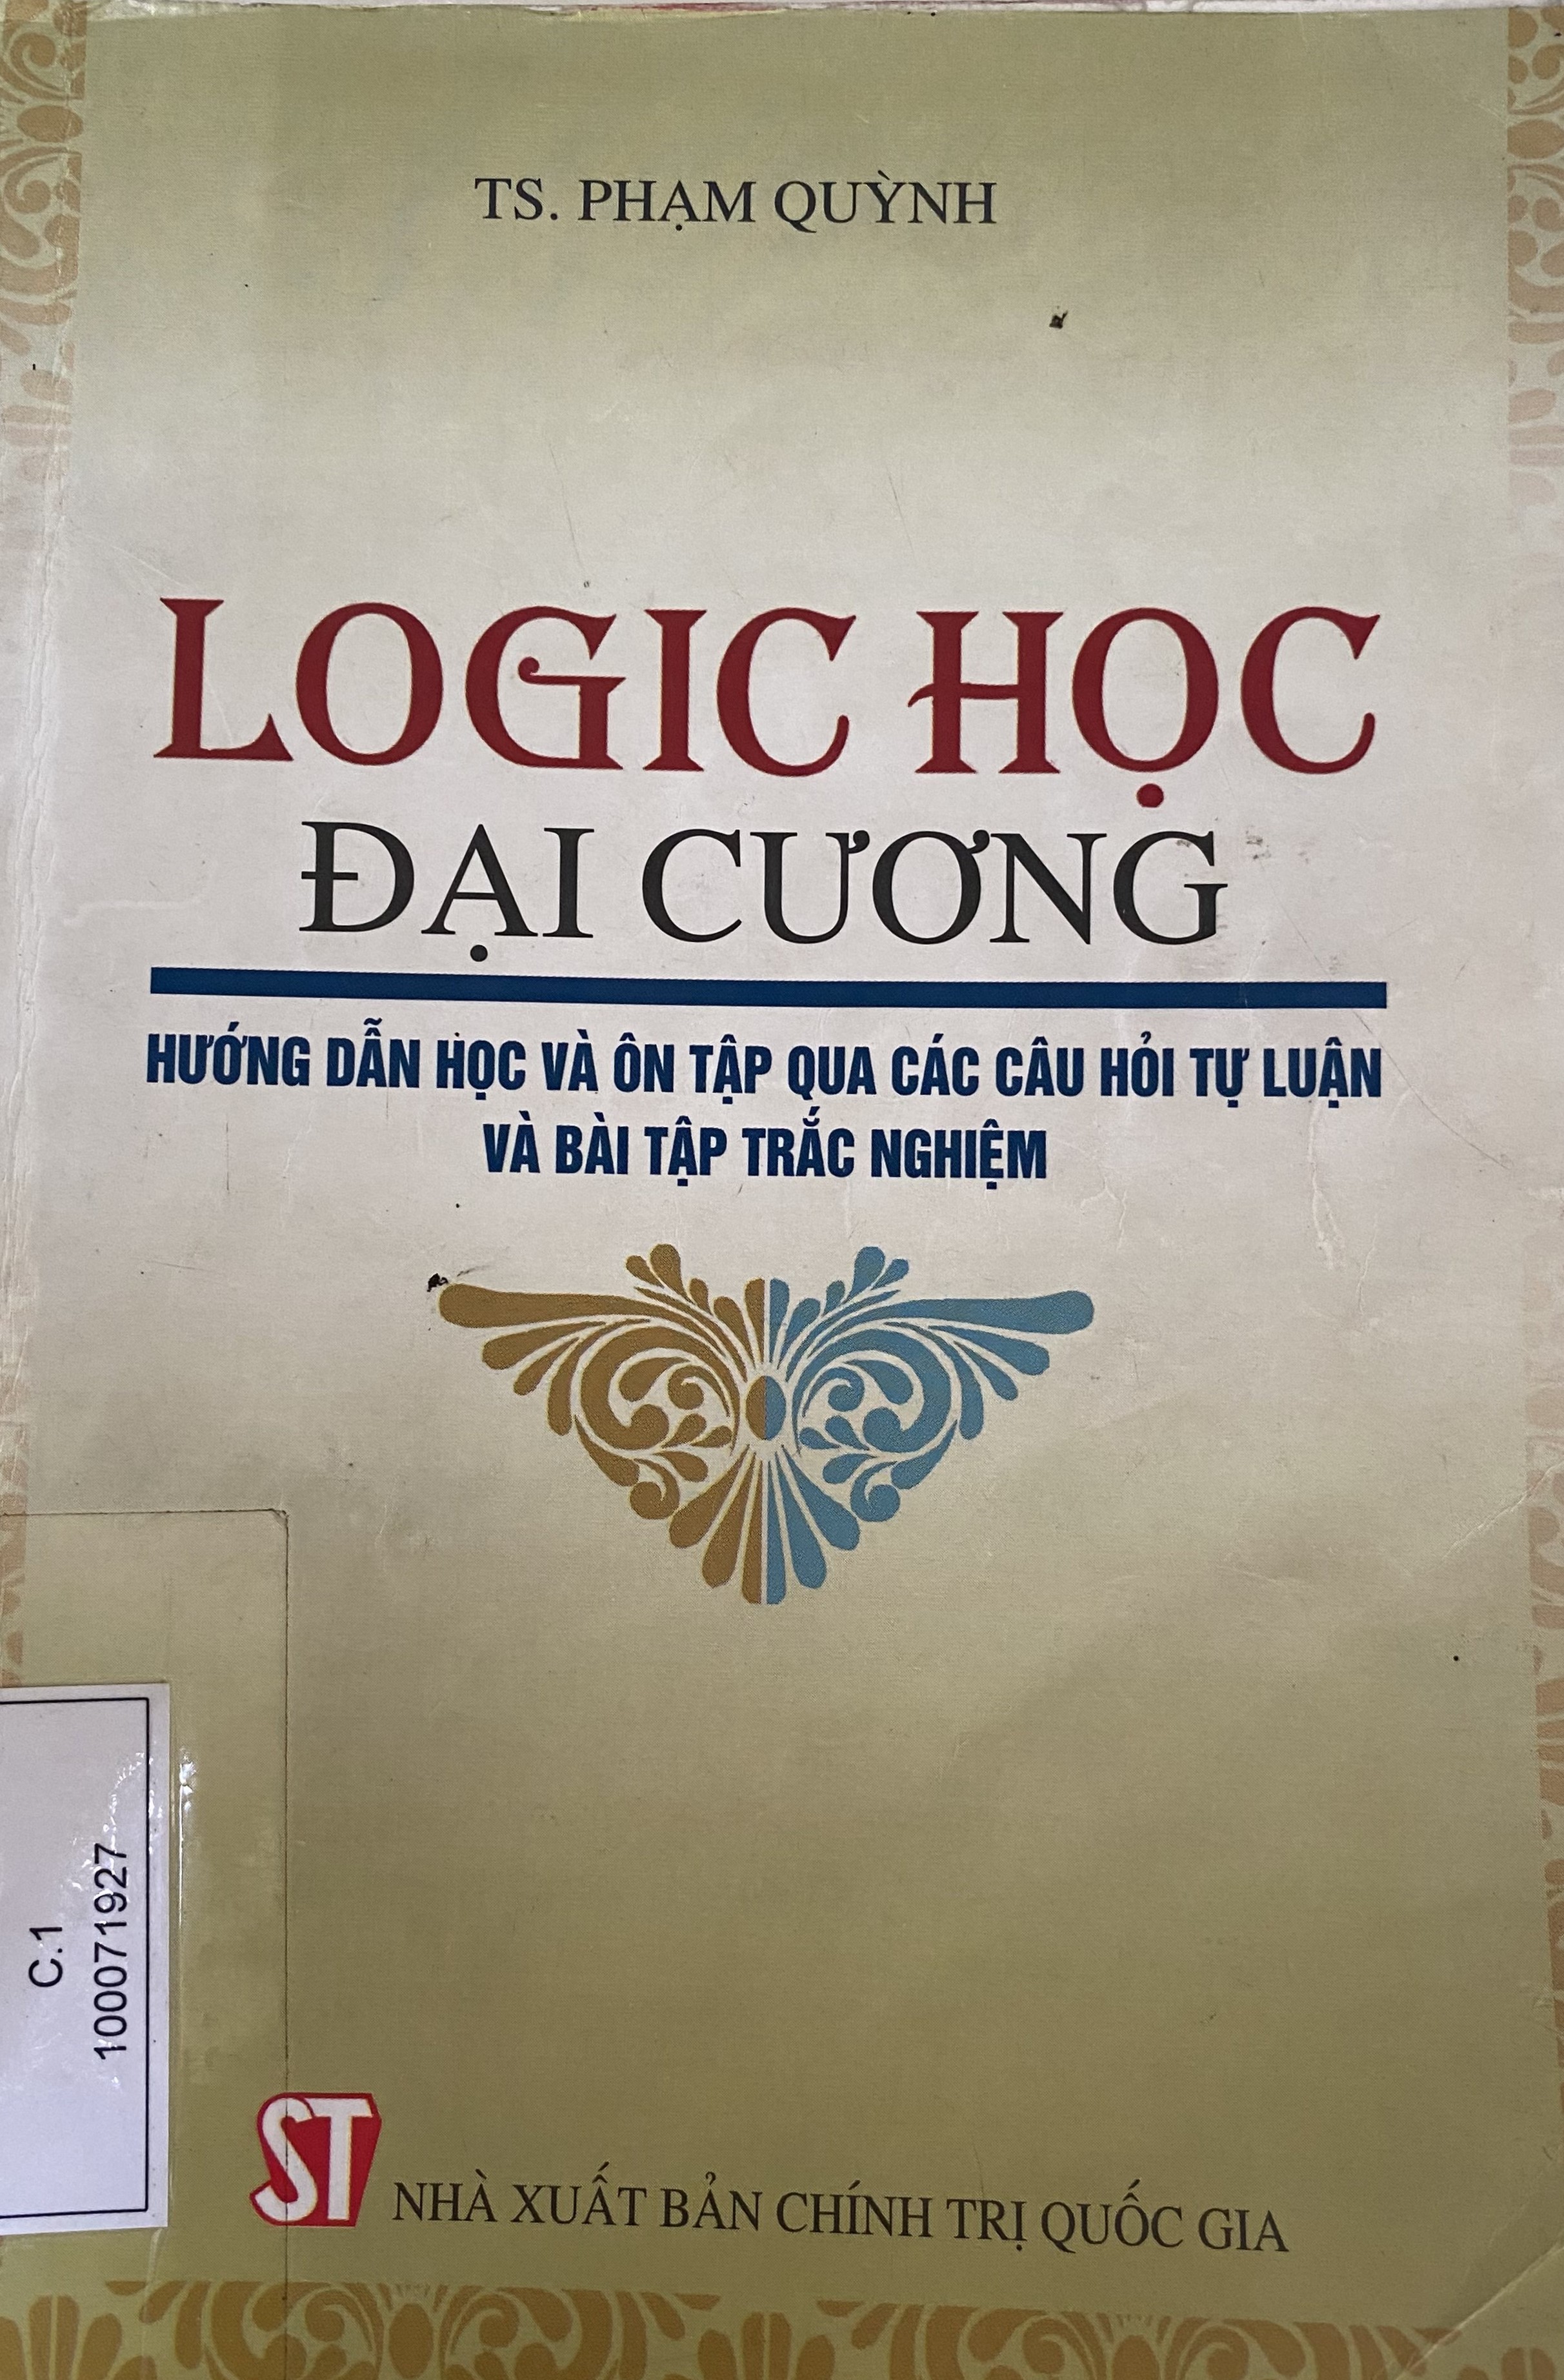 TS. PHẠM QUỲNH
LOGIC HỌC
ĐẠI CƯƠNG
HƯỚNG DẪN HỌC VÀ ÔN TẬP QUA CÁC CÂU HỎI TỰ LUẬN
VÀ BÀI TẬP TRẮC NGHIỆM
C.1
100071927
ST
NHÀ XUẤT BẢN CHÍNH TRỊ QUỐC GIA